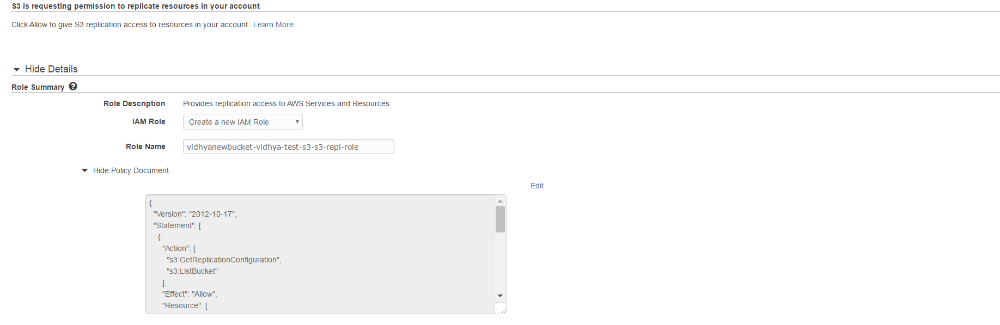 S3 is requesting permission to replicate resources in your account
Click Allow to give S3 replication access to resources in your account. Learn More.
Hide Details
Role Summary ?
Role Description Provides replication access to AWS Services and Resources
IAM Role Create a new IAM Role
Role Name vidhyanewbucket-vidhya-test-s3-s3-repl-role
Hide Policy Document
Edit
{
"Version": "2012-10-17",
"Statement": [
{
"Action": [
"s3:GetReplicationConfiguration",
"s3:ListBucket"
],
"Effect": "Allow",
"Resource": [